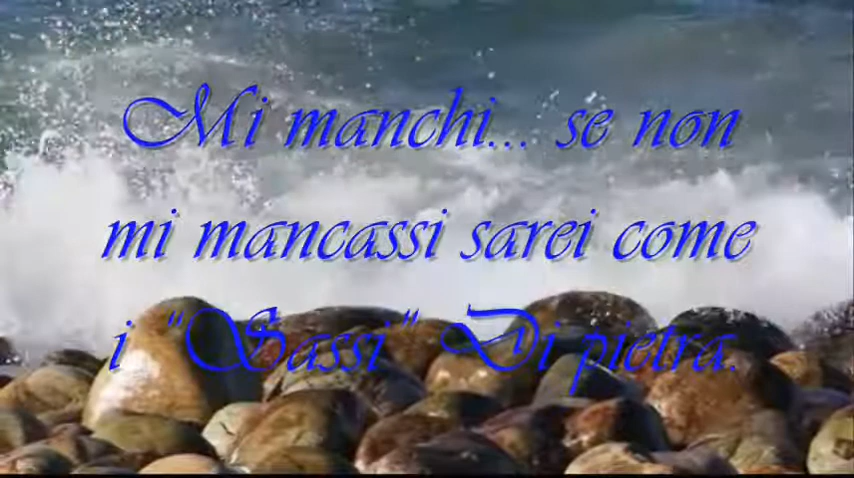 Mi manchi... se non
mi mancassi sarei come
i "Sassi" Di pietra.